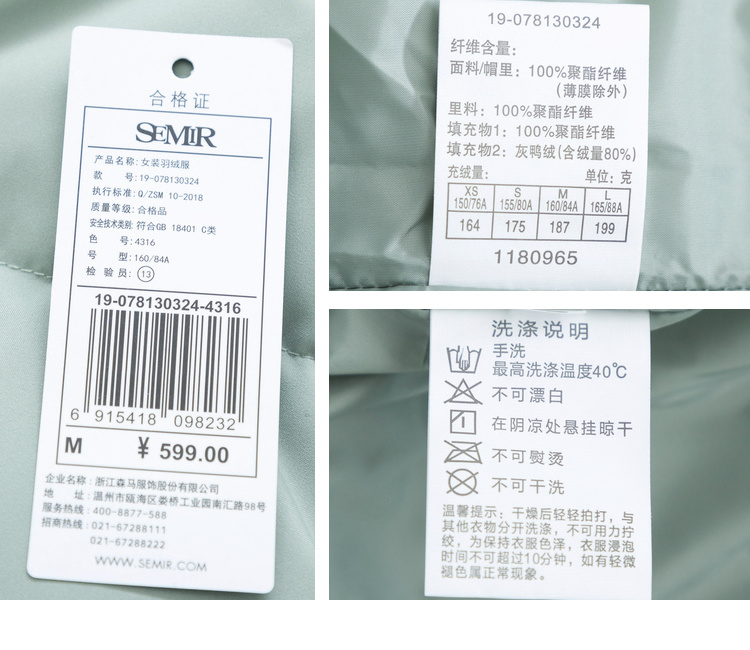 合格证
SEMIR
产品名称:女装羽绒服
款 号:19-078130324
执行标准:Q/ZSM 10-2018
质量等级:合格品
安全技术类别:符合GB 18401 C类
色 号:4316
号 型:160/84A
检 验 员:13
19-078130324-4316
6 915418 098232
M ¥ 599.00
企业名称:浙江森马服饰股份有限公司
地 址:温州市瓯海区娄桥工业园南汇路98号
服务热线:400-8877-588
招商热线:021-67288111
021-67288222
WWW.SEMIR.COM
19-078130324
纤维含量:
面料/帽里:100%聚酯纤维
(薄膜除外)
里料:100%聚酯纤维
填充物1:100%聚酯纤维
填充物2:灰鸭绒(含绒量80%)
充绒量: 单位:克
XS S M L
150/76A 155/80A 160/84A 165/88A
164 175 187 199
1180965
洗涤说明
手洗
最高洗涤温度40℃
不可漂白
在阴凉处悬挂晾干
不可熨烫
不可干洗
温馨提示:干燥后轻轻拍打,与
其他衣物分开洗涤,不可用力拧
绞,为保持衣服色泽,衣服浸泡
时间不可超过10分钟,如有轻微
褪色属正常现象。